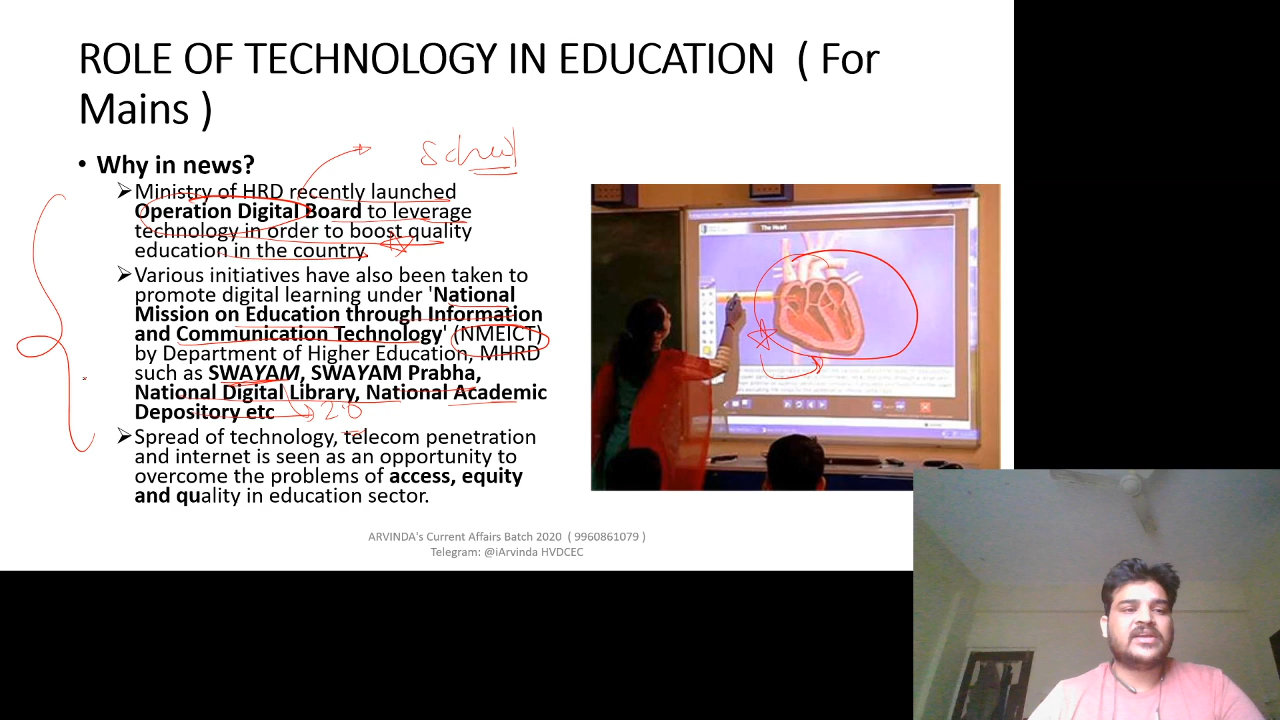 ROLE OF TECHNOLOGY IN EDUCATION ( For
Mains )
• Why in news?
School
➢Ministry of HRD recently launched
Operation Digital Board to leverage
technology in order to boost quality
education in the country.
➢Various initiatives have also been taken to
promote digital learning under 'National
Mission on Education through Information
and Communication Technology' (NMEICT)
by Department of Higher Education, MHRD
such as SWAYAM, SWAYAM Prabha,
National Digital Library, National Academic
Depository etc
2.0
➢Spread of technology, telecom penetration
and internet is seen as an opportunity to
overcome the problems of access, equity
and quality in education sector.
The Heart
ARVINDA's Current Affairs Batch 2020 ( 9960861079 )
Telegram: @iArvinda HVDCEC